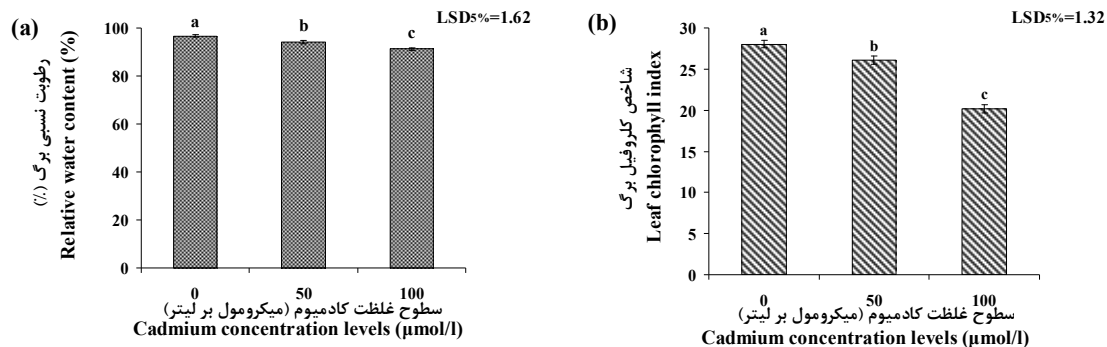 (a)
LSD5%=1.62
رطوبت نسبی برگ (٪)
Relative water content (%)
100
80
60
40
20
0
a
b
c
0 50 100
سطوح غلظت کادمیوم (میکرومول بر لیتر)
Cadmium concentration levels (µmol/l)
(b)
LSD5%=1.32
شاخص کلروفیل برگ
Leaf chlorophyll index
30
25
20
15
10
5
0
a
b
c
0 50 100
سطوح غلظت کادمیوم (میکرومول بر لیتر)
Cadmium concentration levels (µmol/l)